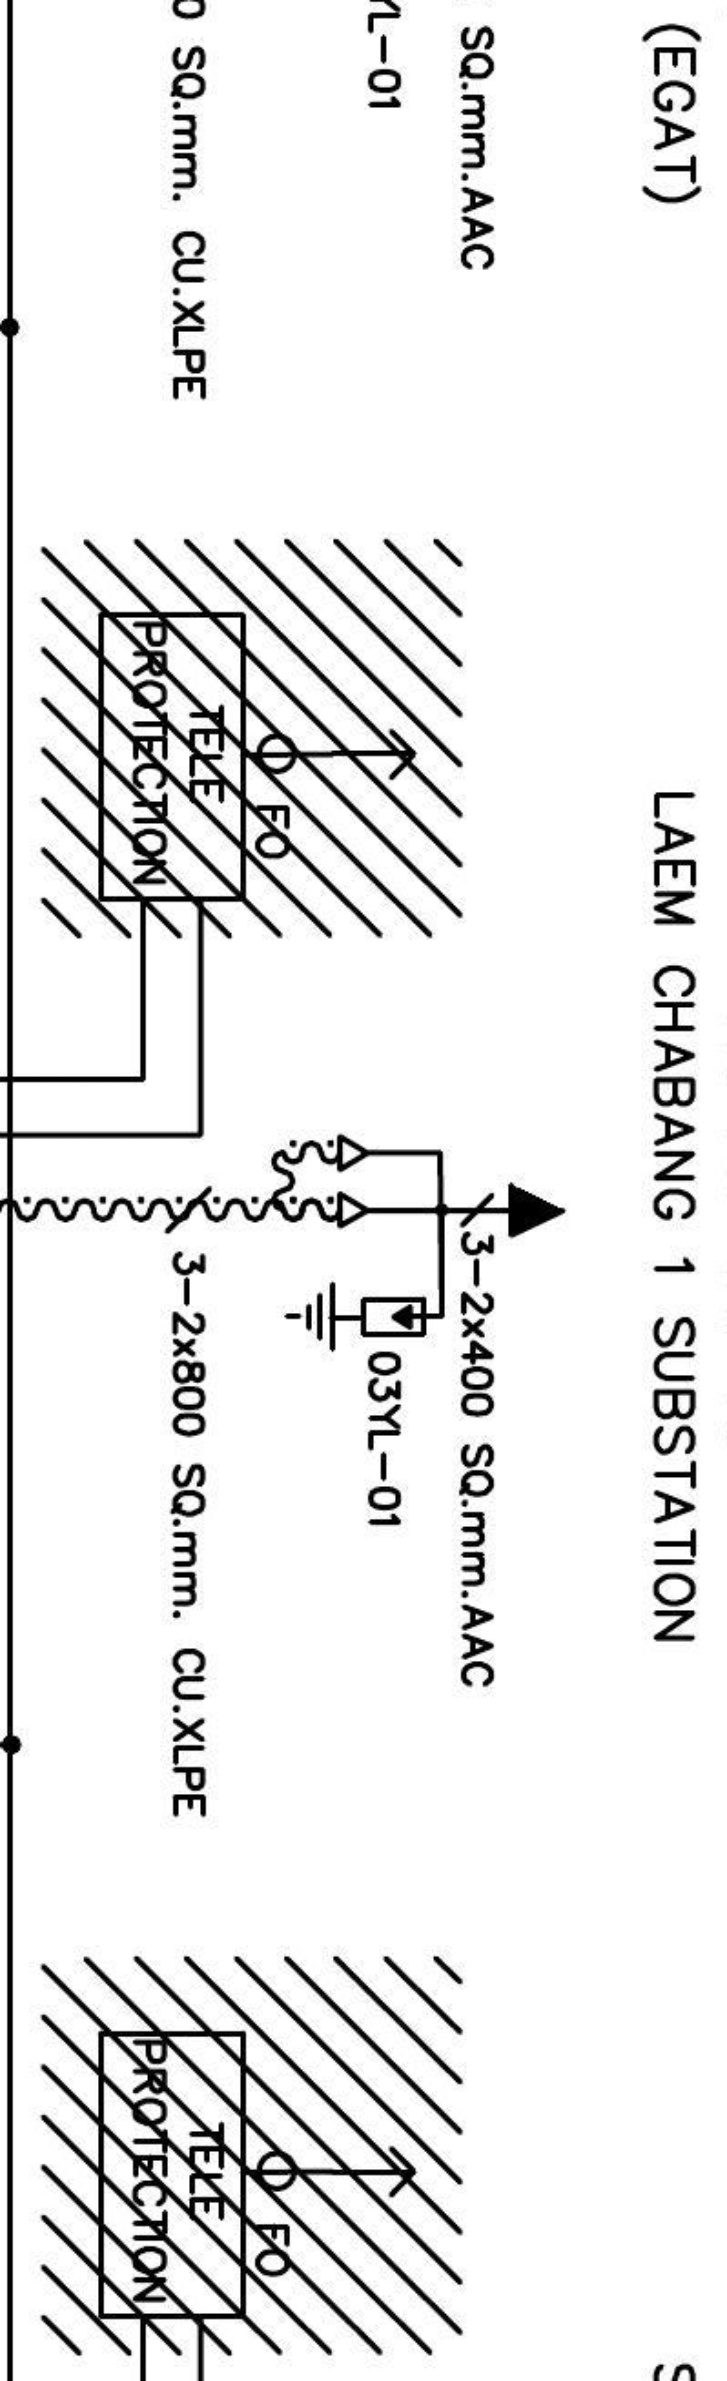 (EGAT)
SQ.mm.AAC
YL-01
0 SQ.mm. CU.XLPE
LAEM CHABANG 1 SUBSTATION
TELE
PROTECTION
FO
3-2x400 SQ.mm.AAC
03YL-01
3-2x800 SQ.mm. CU.XLPE
TELE
PROTECTION
FO
S